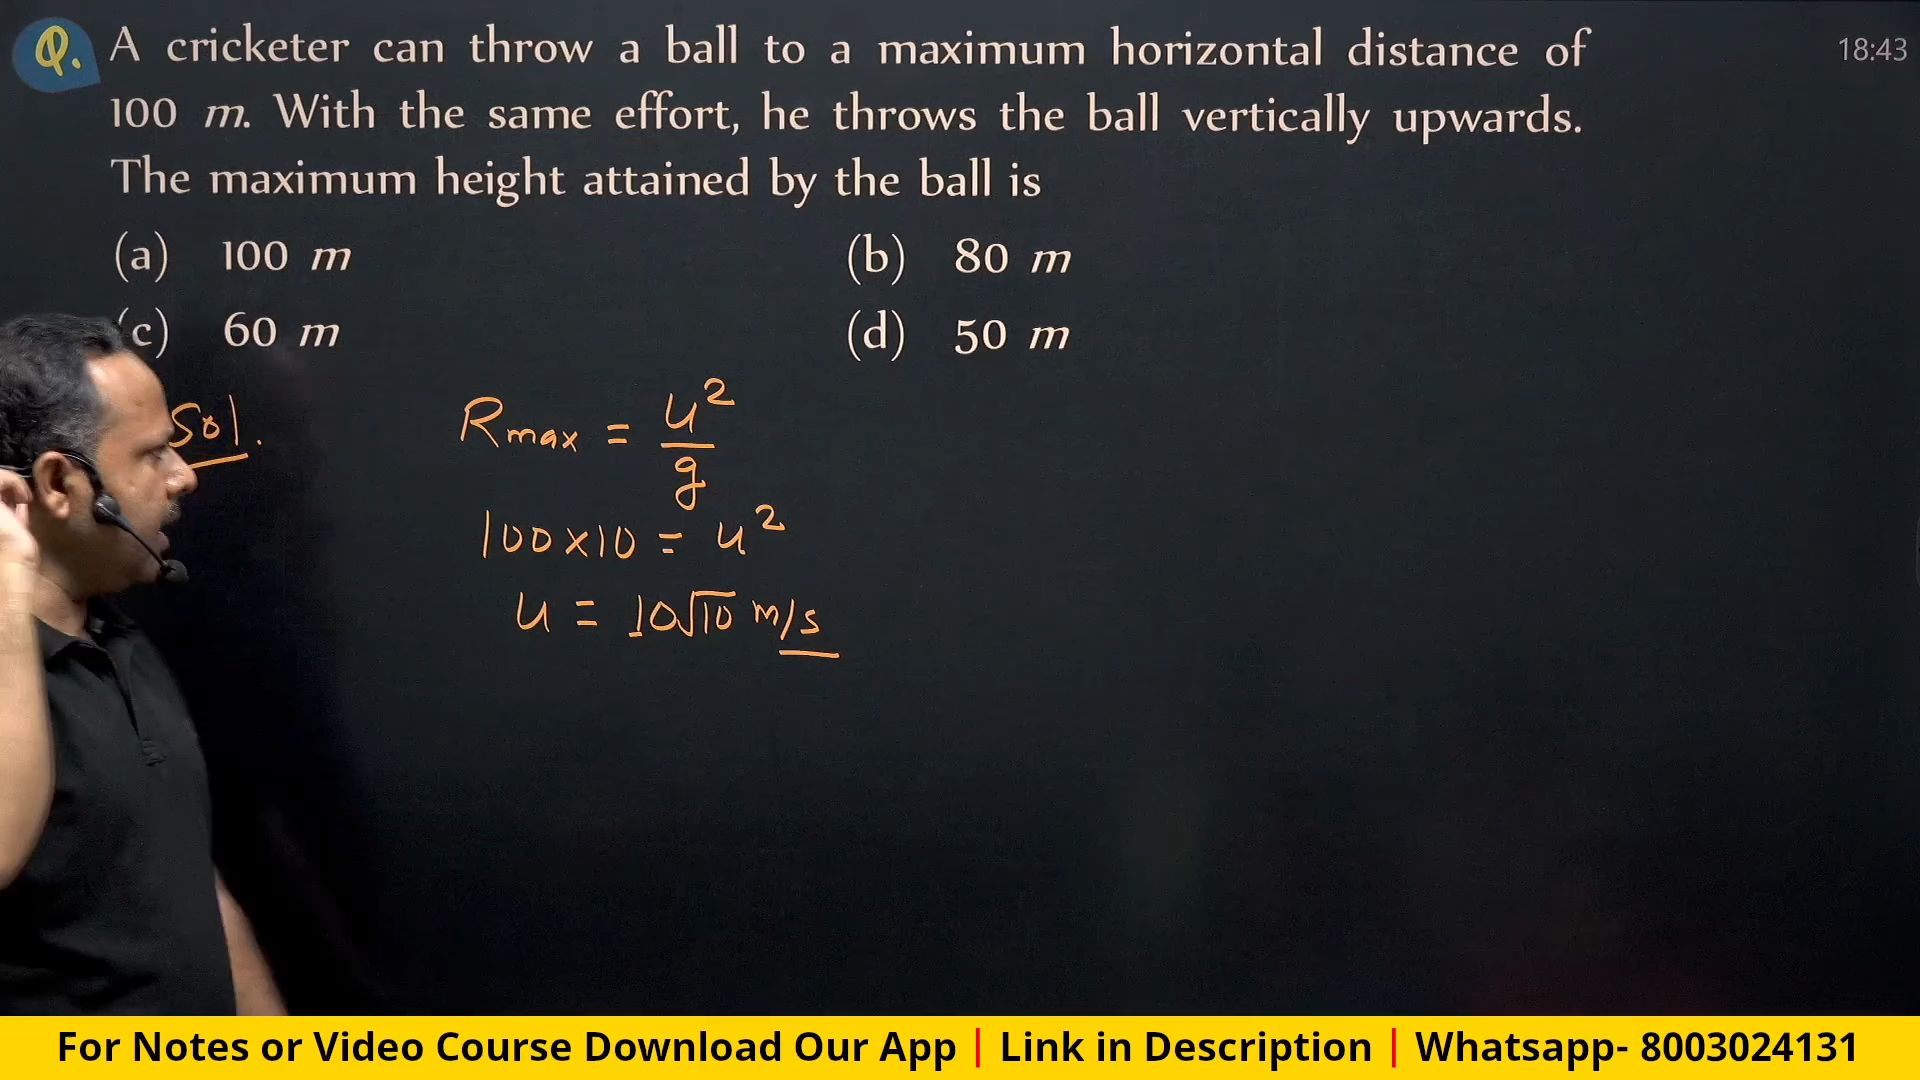 Q. A cricketer can throw a ball to a maximum horizontal distance of
18:43
100 m. With the same effort, he throws the ball vertically upwards.
The maximum height attained by the ball is
(a) 100 m (b) 80 m
(c) 60 m (d) 50 m
Sol. Rmax = u²/g
100×10 = u²
u = 10√10 m/s
For Notes or Video Course Download Our App | Link in Description | Whatsapp- 8003024131